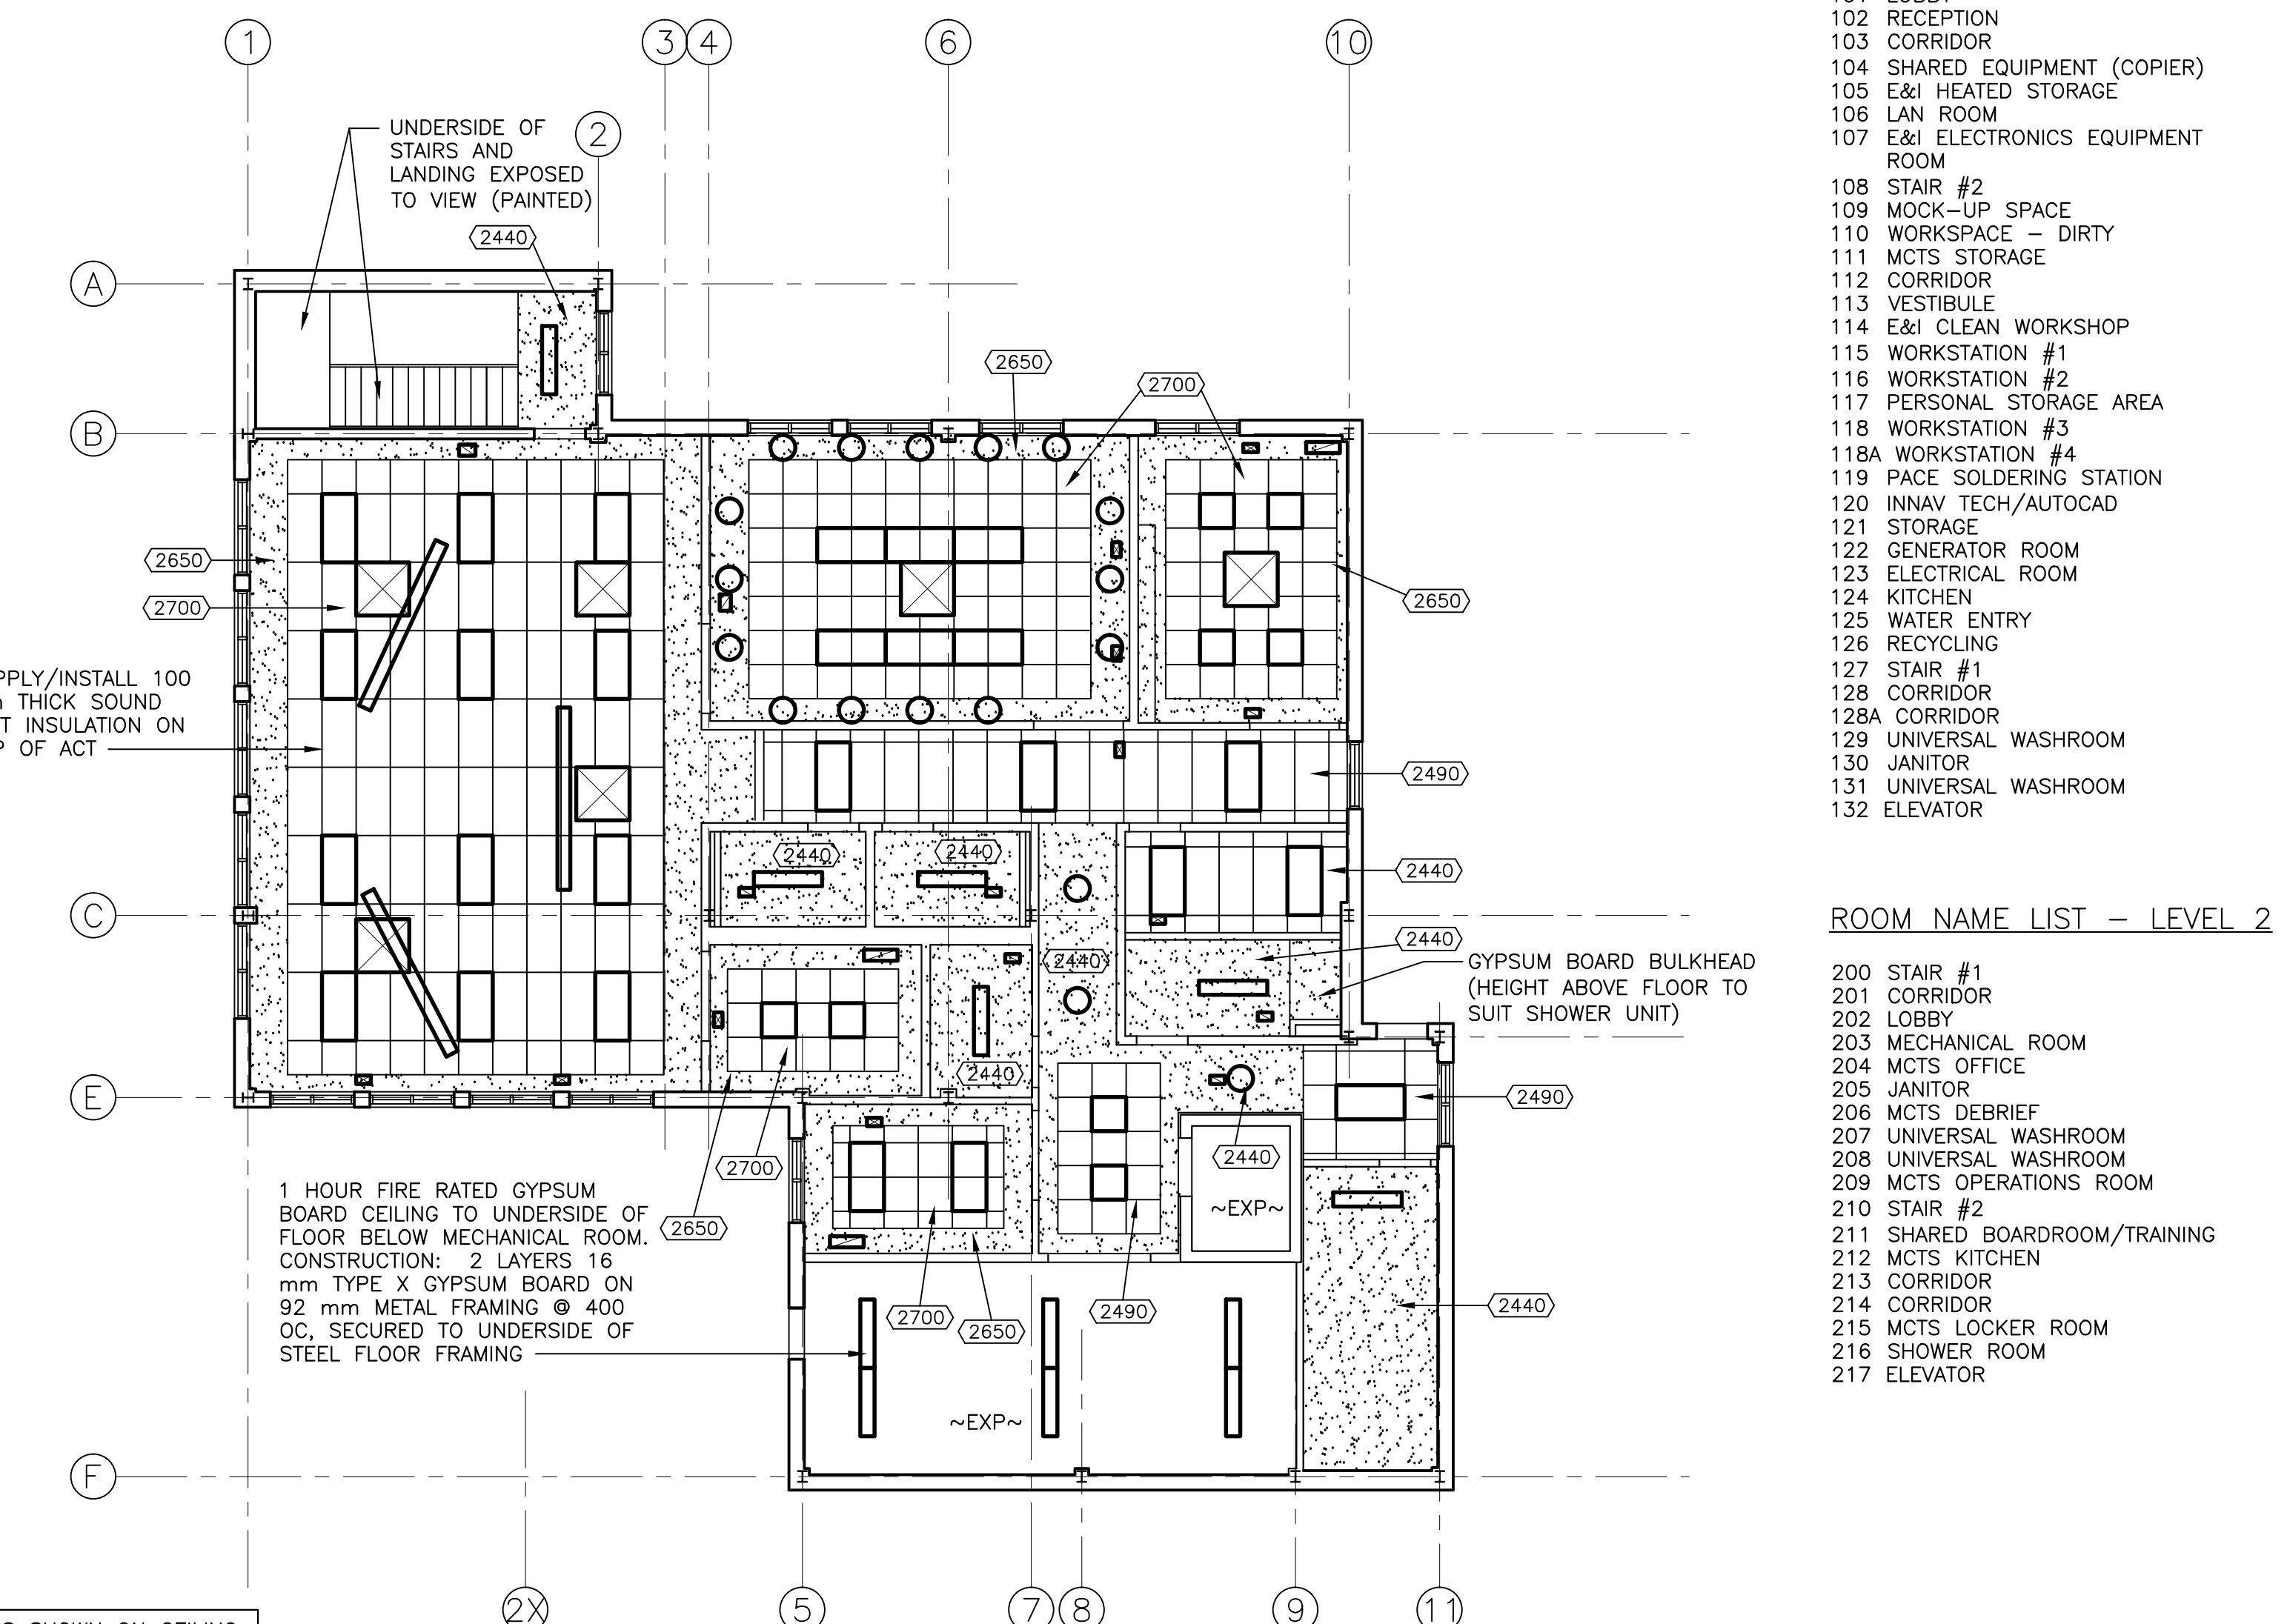 1
3
4
6
10
2
UNDERSIDE OF
STAIRS AND
LANDING EXPOSED
TO VIEW (PAINTED)
2440
A
B
2650
2700
2650
2700
2650
PPLY/INSTALL 100
THICK SOUND
T INSULATION ON
P OF ACT
2490
2440
2440
2440
C
2440
2440
GYPSUM BOARD BULKHEAD
(HEIGHT ABOVE FLOOR TO
SUIT SHOWER UNIT)
2440
E
2490
2440
2700
~EXP~
2650
1 HOUR FIRE RATED GYPSUM
BOARD CEILING TO UNDERSIDE OF
FLOOR BELOW MECHANICAL ROOM.
CONSTRUCTION: 2 LAYERS 16
mm TYPE X GYPSUM BOARD ON
92 mm METAL FRAMING @ 400
OC, SECURED TO UNDERSIDE OF
STEEL FLOOR FRAMING
2700
2650
2490
2440
~EXP~
F
2X
5
7
8
9
11
102 RECEPTION
103 CORRIDOR
104 SHARED EQUIPMENT (COPIER)
105 E&I HEATED STORAGE
106 LAN ROOM
107 E&I ELECTRONICS EQUIPMENT
ROOM
108 STAIR #2
109 MOCK-UP SPACE
110 WORKSPACE - DIRTY
111 MCTS STORAGE
112 CORRIDOR
113 VESTIBULE
114 E&I CLEAN WORKSHOP
115 WORKSTATION #1
116 WORKSTATION #2
117 PERSONAL STORAGE AREA
118 WORKSTATION #3
118A WORKSTATION #4
119 PACE SOLDERING STATION
120 INNAV TECH/AUTOCAD
121 STORAGE
122 GENERATOR ROOM
123 ELECTRICAL ROOM
124 KITCHEN
125 WATER ENTRY
126 RECYCLING
127 STAIR #1
128 CORRIDOR
128A CORRIDOR
129 UNIVERSAL WASHROOM
130 JANITOR
131 UNIVERSAL WASHROOM
132 ELEVATOR
ROOM NAME LIST - LEVEL 2
200 STAIR #1
201 CORRIDOR
202 LOBBY
203 MECHANICAL ROOM
204 MCTS OFFICE
205 JANITOR
206 MCTS DEBRIEF
207 UNIVERSAL WASHROOM
208 UNIVERSAL WASHROOM
209 MCTS OPERATIONS ROOM
210 STAIR #2
211 SHARED BOARDROOM/TRAINING
212 MCTS KITCHEN
213 CORRIDOR
214 CORRIDOR
215 MCTS LOCKER ROOM
216 SHOWER ROOM
217 ELEVATOR